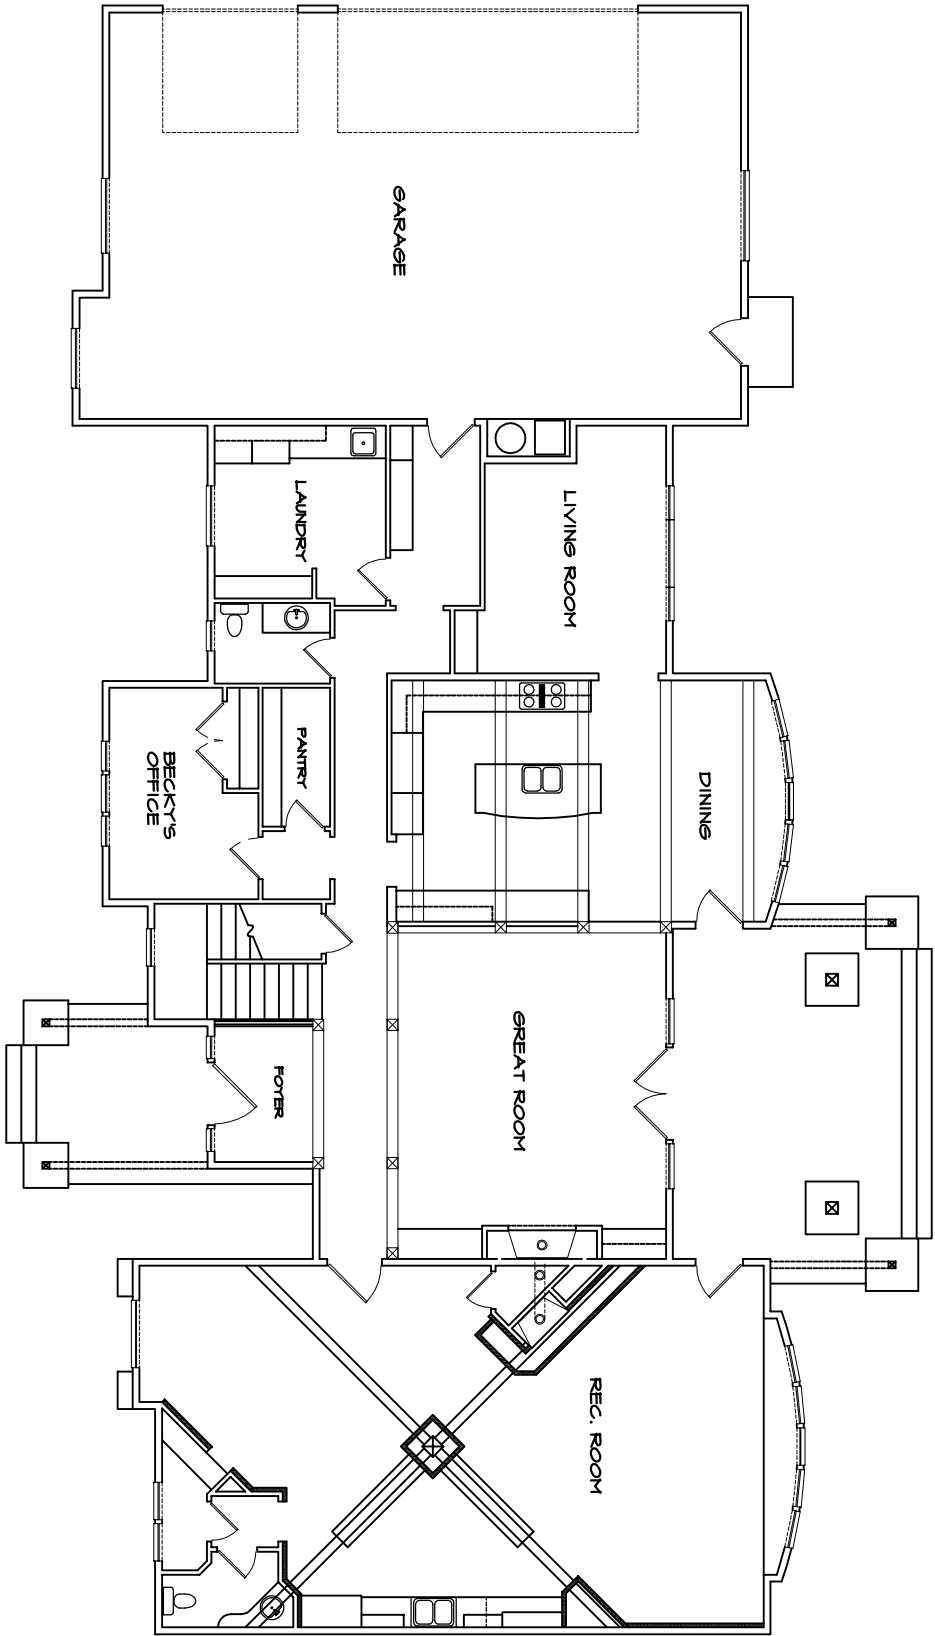 GARAGE
LAUNDRY
LIVING ROOM
PANTRY
BECKY'S
OFFICE
DINING
GREAT ROOM
FOYER
REC. ROOM